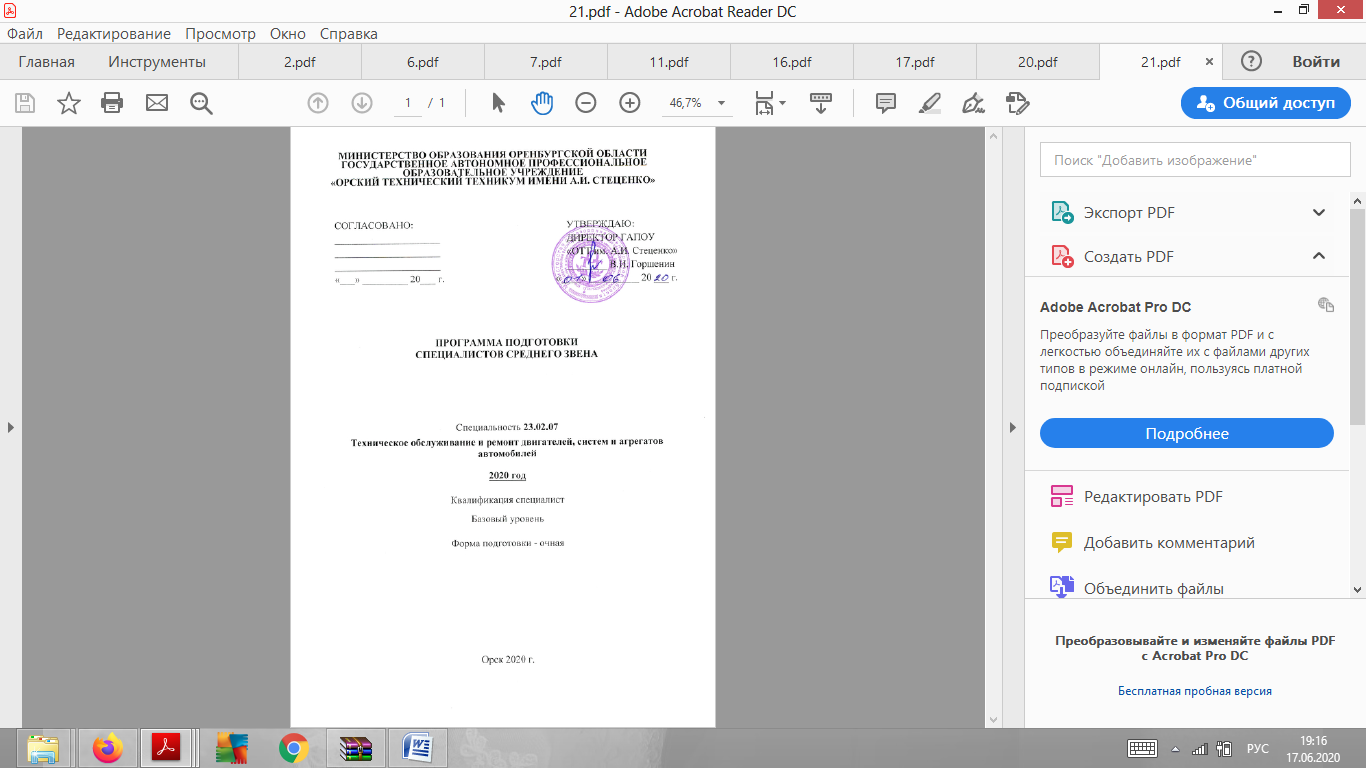 21.pdf - Adobe Acrobat Reader DC
Файл Редактирование Просмотр Окно Справка
Главная Инструменты 2.pdf 6.pdf 7.pdf 11.pdf 16.pdf 17.pdf 20.pdf 21.pdf × Войти
1 / 1 46,7% Общий доступ
МИНИСТЕРСТВО ОБРАЗОВАНИЯ ОРЕНБУРГСКОЙ ОБЛАСТИ
ГОСУДАРСТВЕННОЕ АВТОНОМНОЕ ПРОФЕССИОНАЛЬНОЕ
ОБРАЗОВАТЕЛЬНОЕ УЧРЕЖДЕНИЕ
«ОРСКИЙ ТЕХНИЧЕСКИЙ ТЕХНИКУМ ИМЕНИ А.И. СТЕЦЕНКО»
СОГЛАСОВАНО:
«___» _________ 20___ г.
УТВЕРЖДАЮ:
ДИРЕКТОР ГАПОУ
«ОТТ им. А.И. Стеценко»
В.Н. Горшенин
«01» 06 2020 г.
ПРОГРАММА ПОДГОТОВКИ
СПЕЦИАЛИСТОВ СРЕДНЕГО ЗВЕНА
Специальность 23.02.07
Техническое обслуживание и ремонт двигателей, систем и агрегатов
автомобилей
2020 год
Квалификация специалист
Базовый уровень
Форма подготовки - очная
Орск 2020 г.
Поиск "Добавить изображение"
Экспорт PDF
Создать PDF
Adobe Acrobat Pro DC
Преобразуйте файлы в формат PDF и с
легкостью объединяйте их с файлами других
типов в режиме онлайн, пользуясь платной
подпиской
Подробнее
Редактировать PDF
Добавить комментарий
Объединить файлы
Преобразовывайте и изменяйте файлы PDF
с Acrobat Pro DC
Бесплатная пробная версия
РУС
19:16
17.06.2020